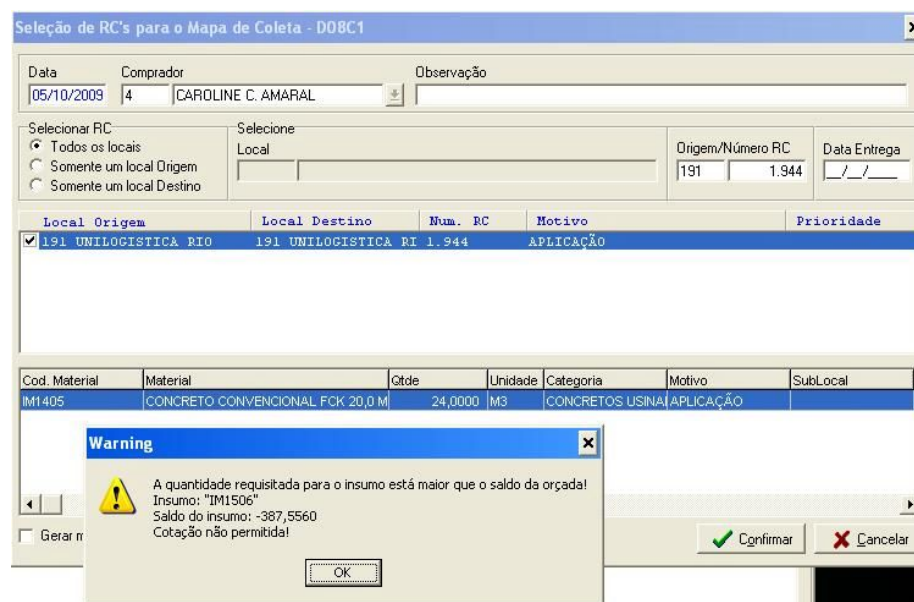 Seleção de RC's para o Mapa de Coleta - D08C1
Data Comprador Observação
05/10/2009 4 CAROLINE C. AMARAL
Selecionar RC Selecione
Todos os locais Local Origem/Número RC Data Entrega
Somente um local Origem 191 1.944 __/__/____
Somente um local Destino
Local Origem Local Destino Num. RC Motivo Prioridade
191 UNILOGISTICA RIO 191 UNILOGISTICA RI 1.944 APLICAÇÃO
Cod. Material Material Qtde Unidade Categoria Motivo SubLocal
IM1405 CONCRETO CONVENCIONAL FCK 20,0 M 24,0000 M3 CONCRETOS USINA APLICAÇÃO
Warning
A quantidade requisitada para o insumo está maior que o saldo da orçada!
Insumo: "IM1506"
Saldo do insumo: -387,5560
Cotação não permitida!
OK
Gerar m
Confirmar Cancelar